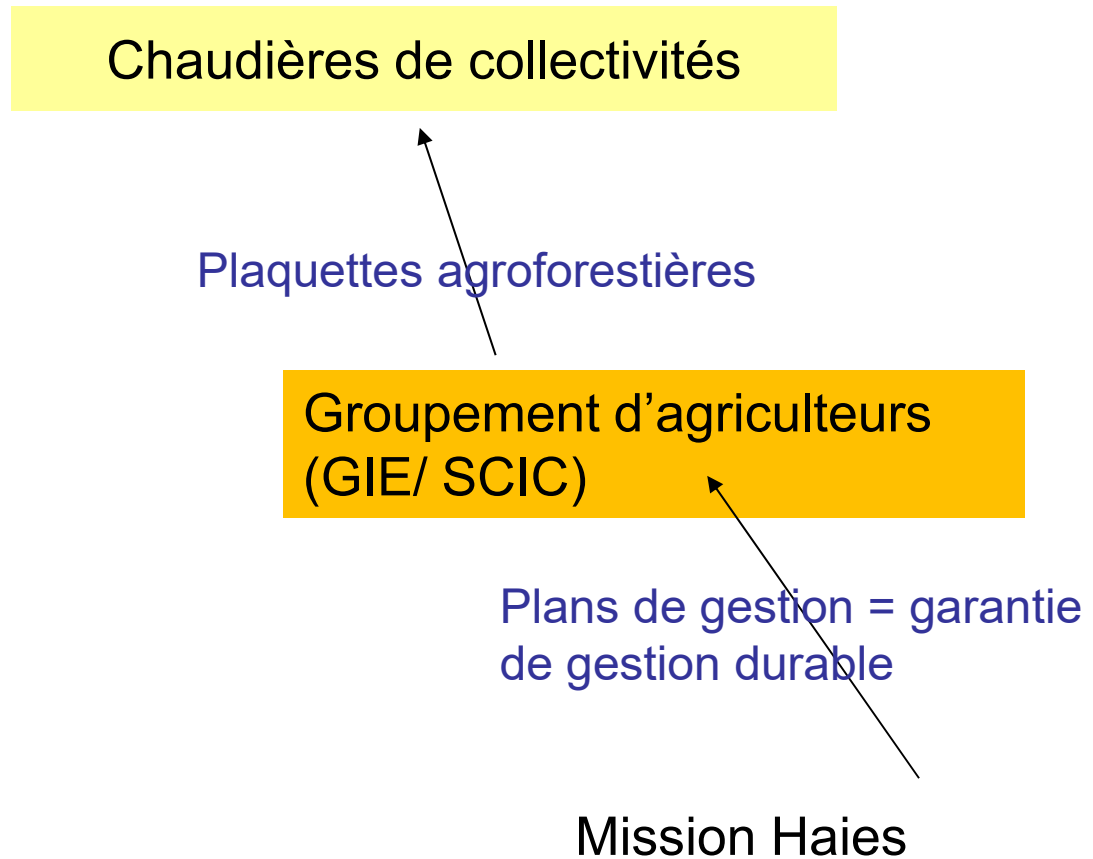 Chaudières de collectivités
Plaquettes agroforestières
Groupement d’agriculteurs
(GIE/ SCIC)
Plans de gestion = garantie
de gestion durable
Mission Haies